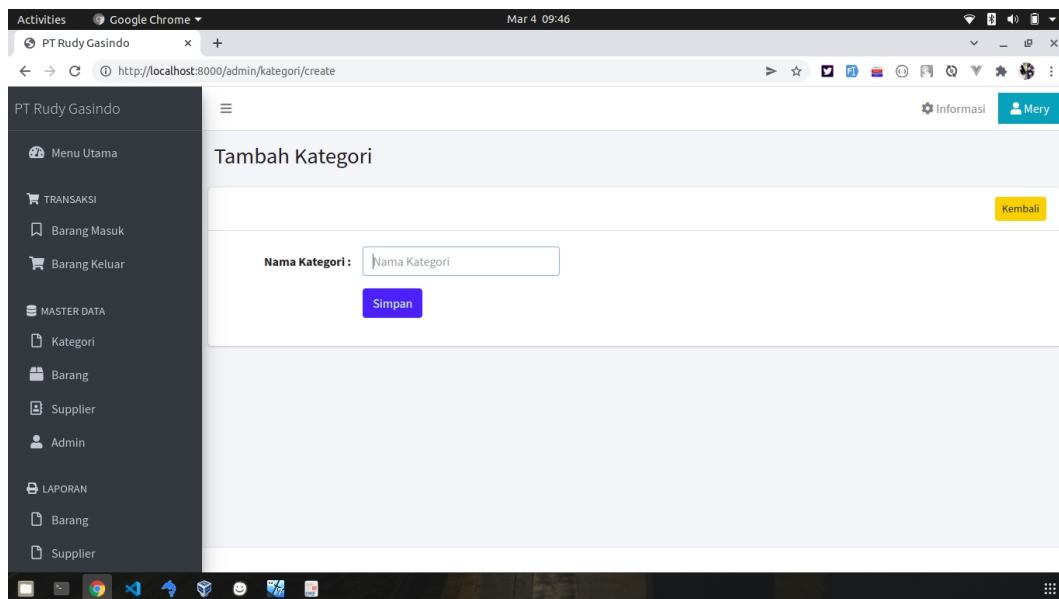 Activities Google Chrome Mar 4 09:46
PT Rudy Gasindo
http://localhost:8000/admin/kategori/create
PT Rudy Gasindo
Informasi
Mery
Menu Utama
TRANSAKSI
Barang Masuk
Barang Keluar
MASTER DATA
Kategori
Barang
Supplier
Admin
LAPORAN
Barang
Supplier
Tambah Kategori
Kembali
Nama Kategori : Nama Kategori
Simpan